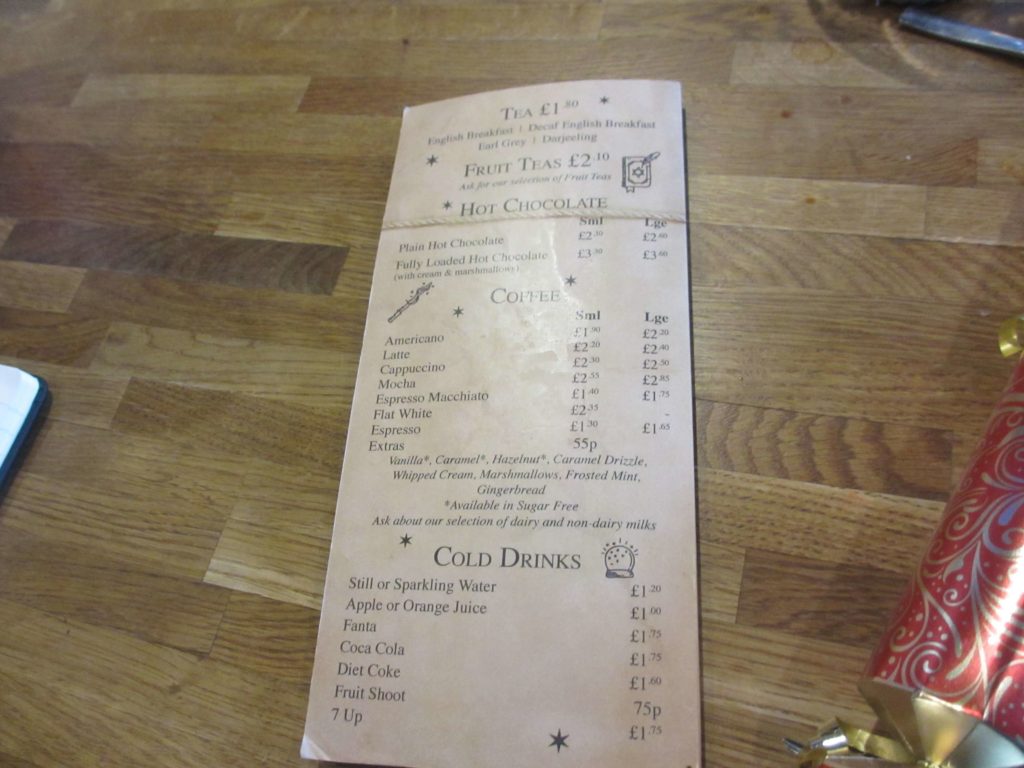 TEA £1.80
English Breakfast | Decaf English Breakfast
Earl Grey | Darjeeling
FRUIT TEAS £2.10
Ask for our selection of Fruit Teas
HOT CHOCOLATE
Sml Lge
Plain Hot Chocolate £2.30 £2.60
Fully Loaded Hot Chocolate £3.30 £3.60
(with cream & marshmallows)
COFFEE
Sml Lge
Americano £1.90 £2.20
Latte £2.20 £2.40
Cappuccino £2.30 £2.50
Mocha £2.55 £2.85
Espresso Macchiato £1.40 £1.75
Flat White £2.35 -
Espresso £1.30 £1.65
Extras 55p
Vanilla*, Caramel*, Hazelnut*, Caramel Drizzle,
Whipped Cream, Marshmallows, Frosted Mint,
Gingerbread
*Available in Sugar Free
Ask about our selection of dairy and non-dairy milks
COLD DRINKS
Still or Sparkling Water £1.20
Apple or Orange Juice £1.00
Fanta £1.75
Coca Cola £1.75
Diet Coke £1.60
Fruit Shoot 75p
7 Up £1.75